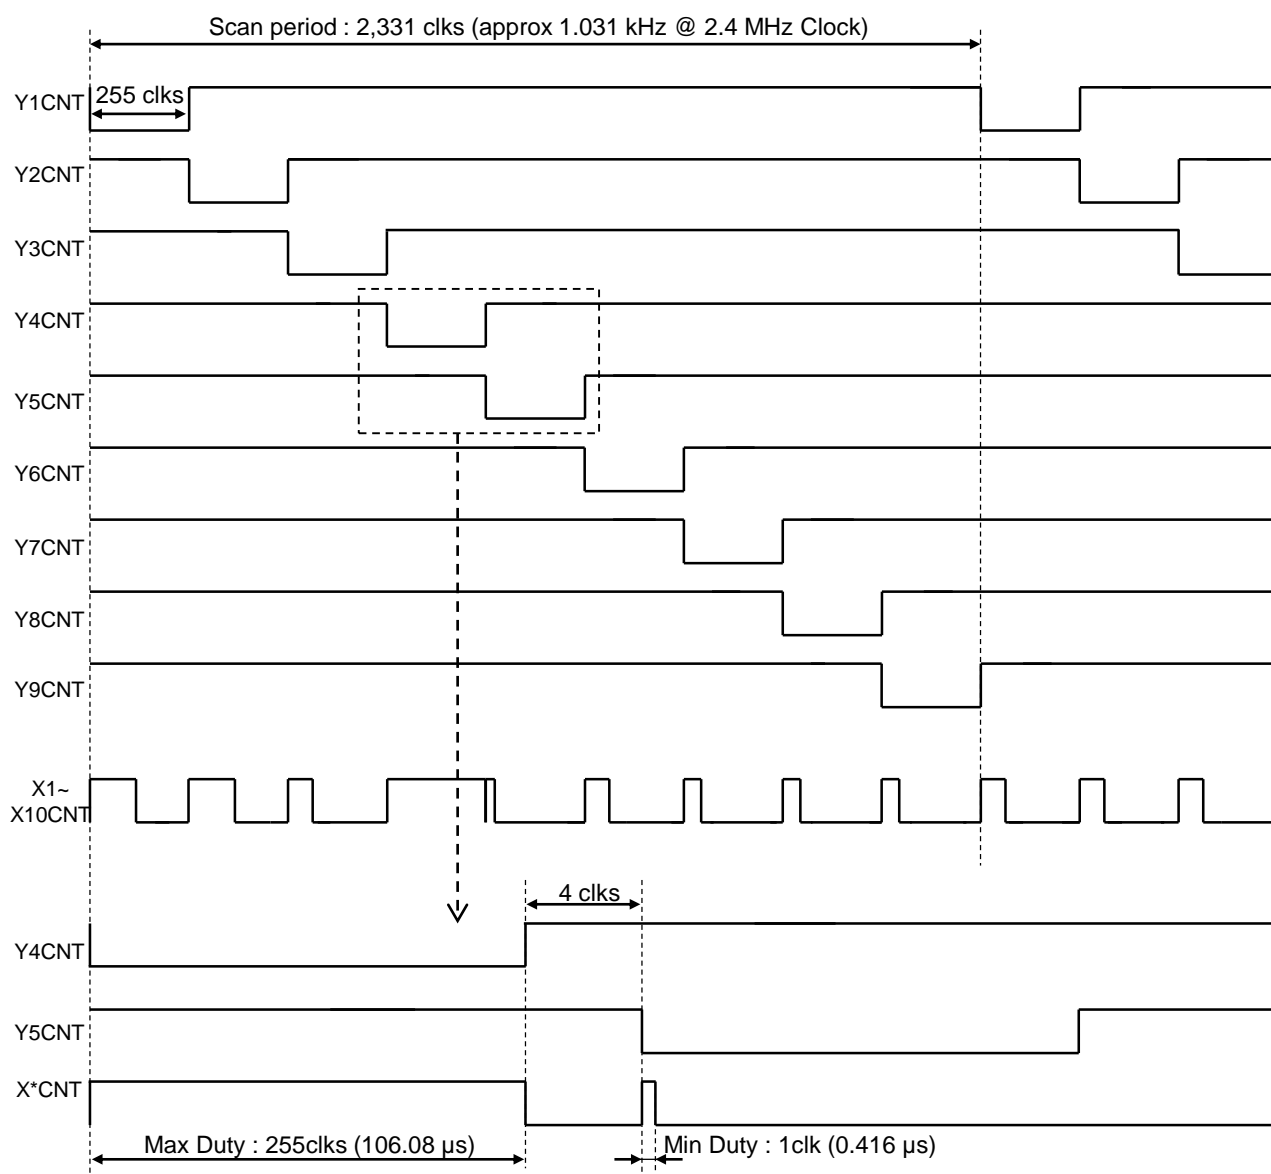 Scan period : 2,331 clks (approx 1.031 kHz @ 2.4 MHz Clock)
Y1CNT
255 clks
Y2CNT
Y3CNT
Y4CNT
Y5CNT
Y6CNT
Y7CNT
Y8CNT
Y9CNT
X1~
X10CNT
4 clks
Y4CNT
Y5CNT
X*CNT
Max Duty : 255clks (106.08 μs)
Min Duty : 1clk (0.416 μs)